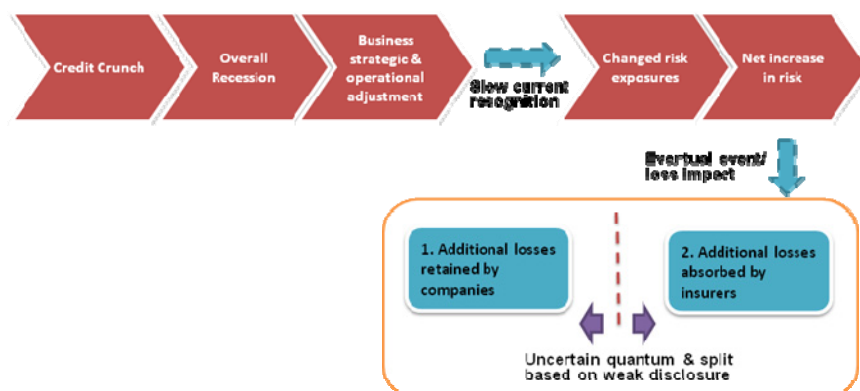 Credit Crunch
Overall
Recession
Business
strategic &
operational
adjustment
Slow current
recognition
Changed risk
exposures
Net increase
in risk
Eventual event/
loss impact
1. Additional losses
retained by
companies
2. Additional losses
absorbed by
insurers
Uncertain quantum & split
based on weak disclosure